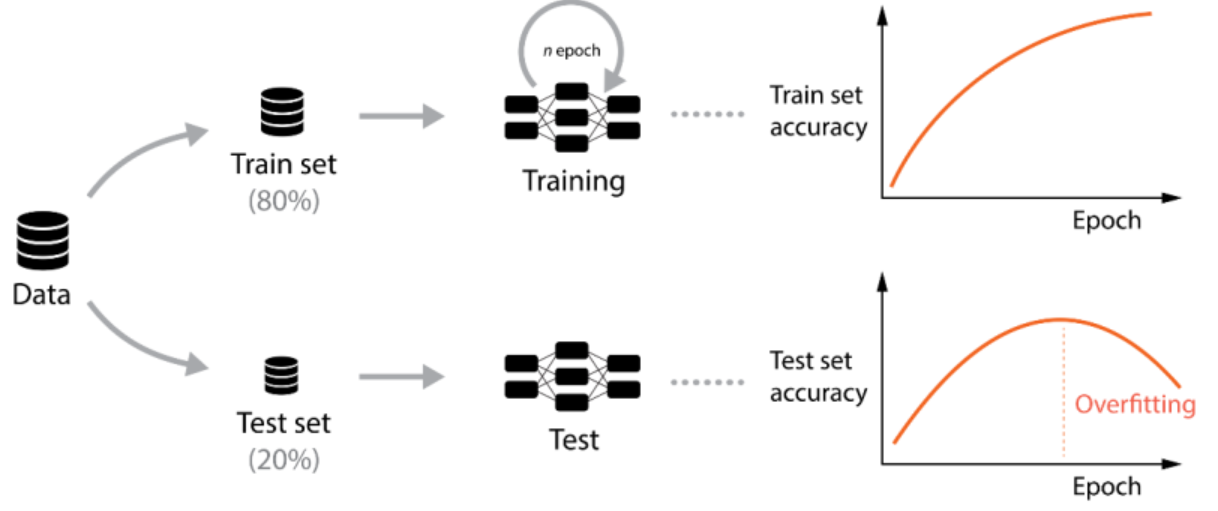 n epoch
Train set
accuracy
Train set
(80%)
Training
Epoch
Data
Test set
accuracy
Overfitting
Test set
(20%)
Test
Epoch